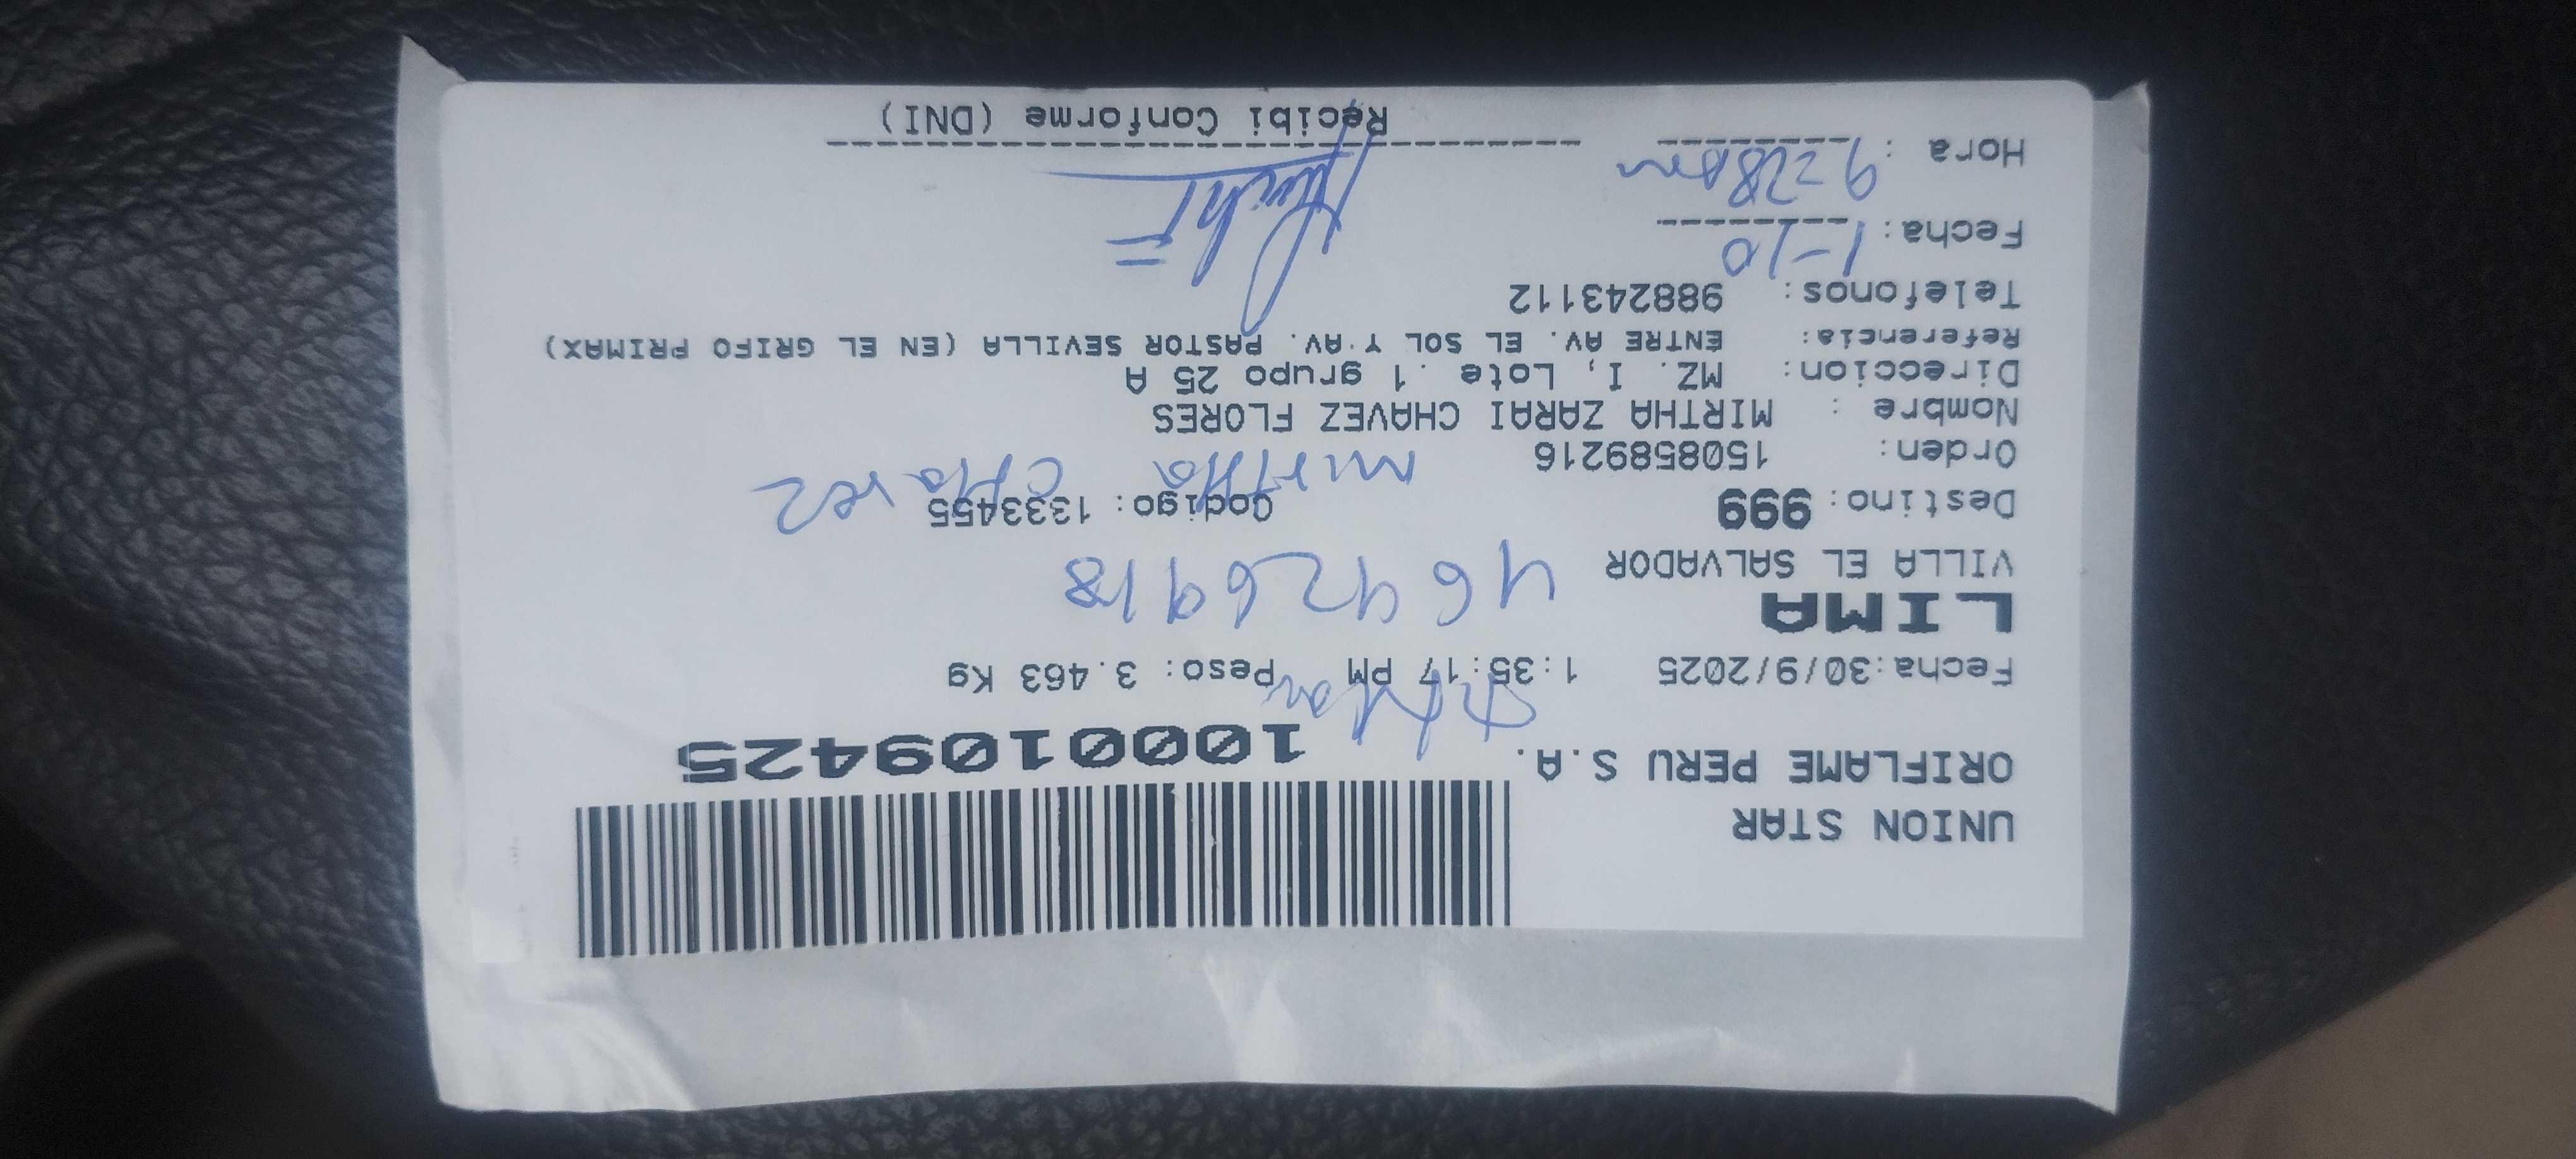 UNION STAR
ORIFLAME PERU S.A. 1000109425
Fecha:30/9/2025 1:35:17 PM Peso: 3.463 Kg
LIMA
VILLA EL SALVADOR 46926918
Destino: 999 Codigo: 1333455
mirtha chavez
Orden: 1508589216
Nombre : MIRTHA ZARAI CHAVEZ FLORES
Direccion: MZ. I, Lote .1 grupo 25 A
Referencia: ENTRE AV. EL SOL Y AV. PASTOR SEVILLA (EN EL GRIFO PRIMAX)
Telefonos: 988243112
Fecha: 1-10
Hora : 9=28am
Recibi Conforme (DNI)